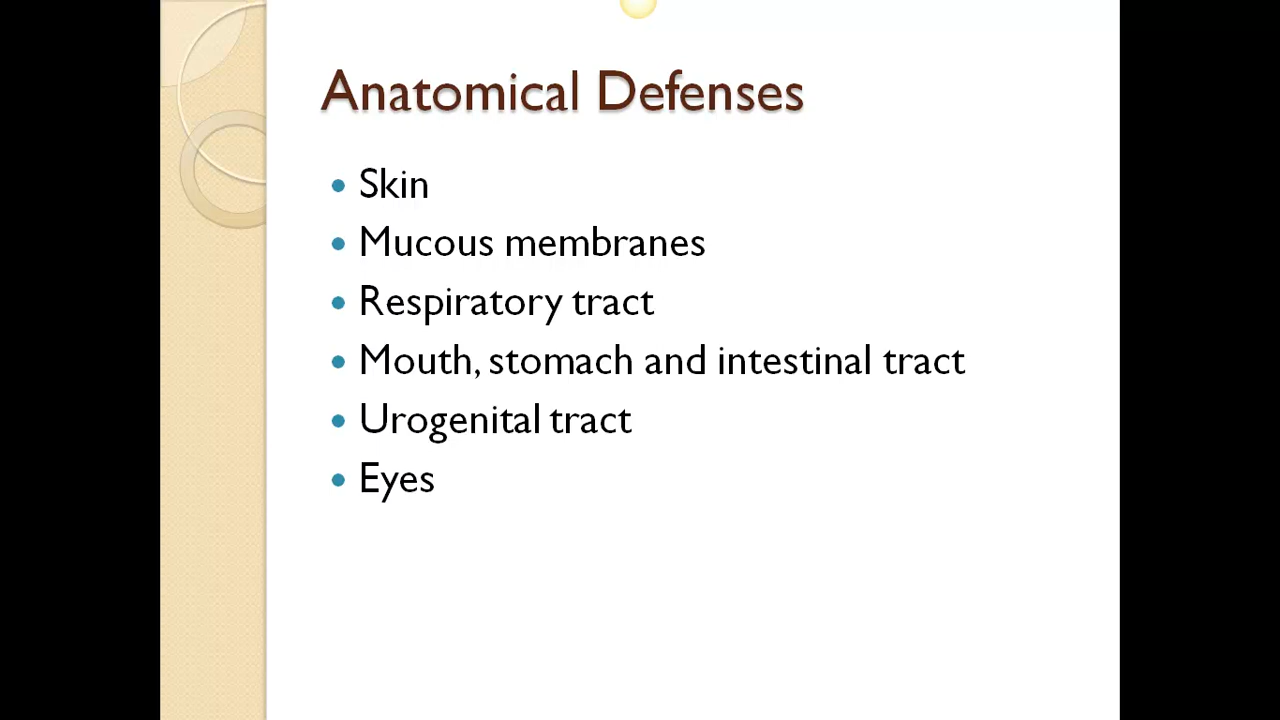 Anatomical Defenses
• Skin
• Mucous membranes
• Respiratory tract
• Mouth, stomach and intestinal tract
• Urogenital tract
• Eyes